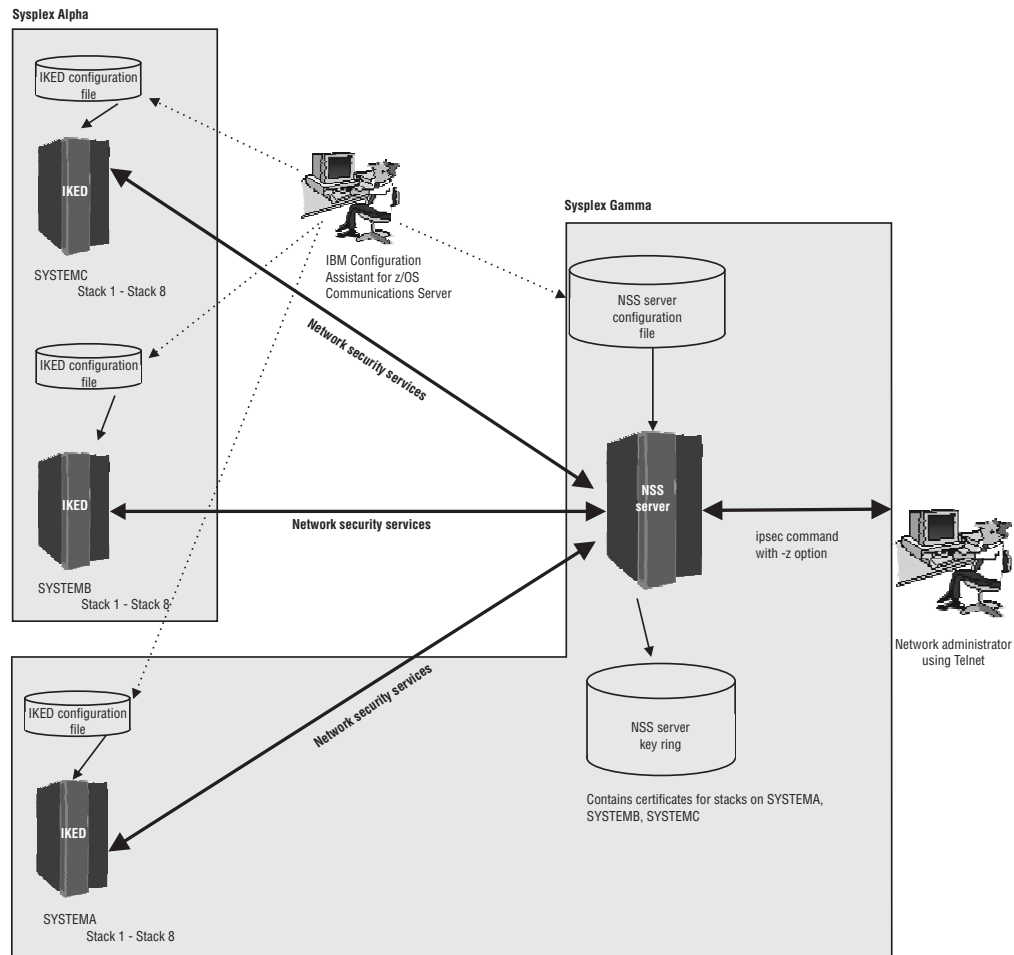 Sysplex Alpha
IKED configuration
file
IKED
SYSTEMC
Stack 1 - Stack 8
IBM Configuration
Assistant for z/OS
Communications Server
Sysplex Gamma
NSS server
configuration
file
Network security services
IKED configuration
file
IKED
SYSTEMB
Stack 1 - Stack 8
Network security services
NSS
server
ipsec command
with -z option
Network administrator
using Telnet
IKED configuration
file
IKED
SYSTEMA
Stack 1 - Stack 8
Network security services
NSS server
key ring
Contains certificates for stacks on SYSTEMA,
SYSTEMB, SYSTEMC